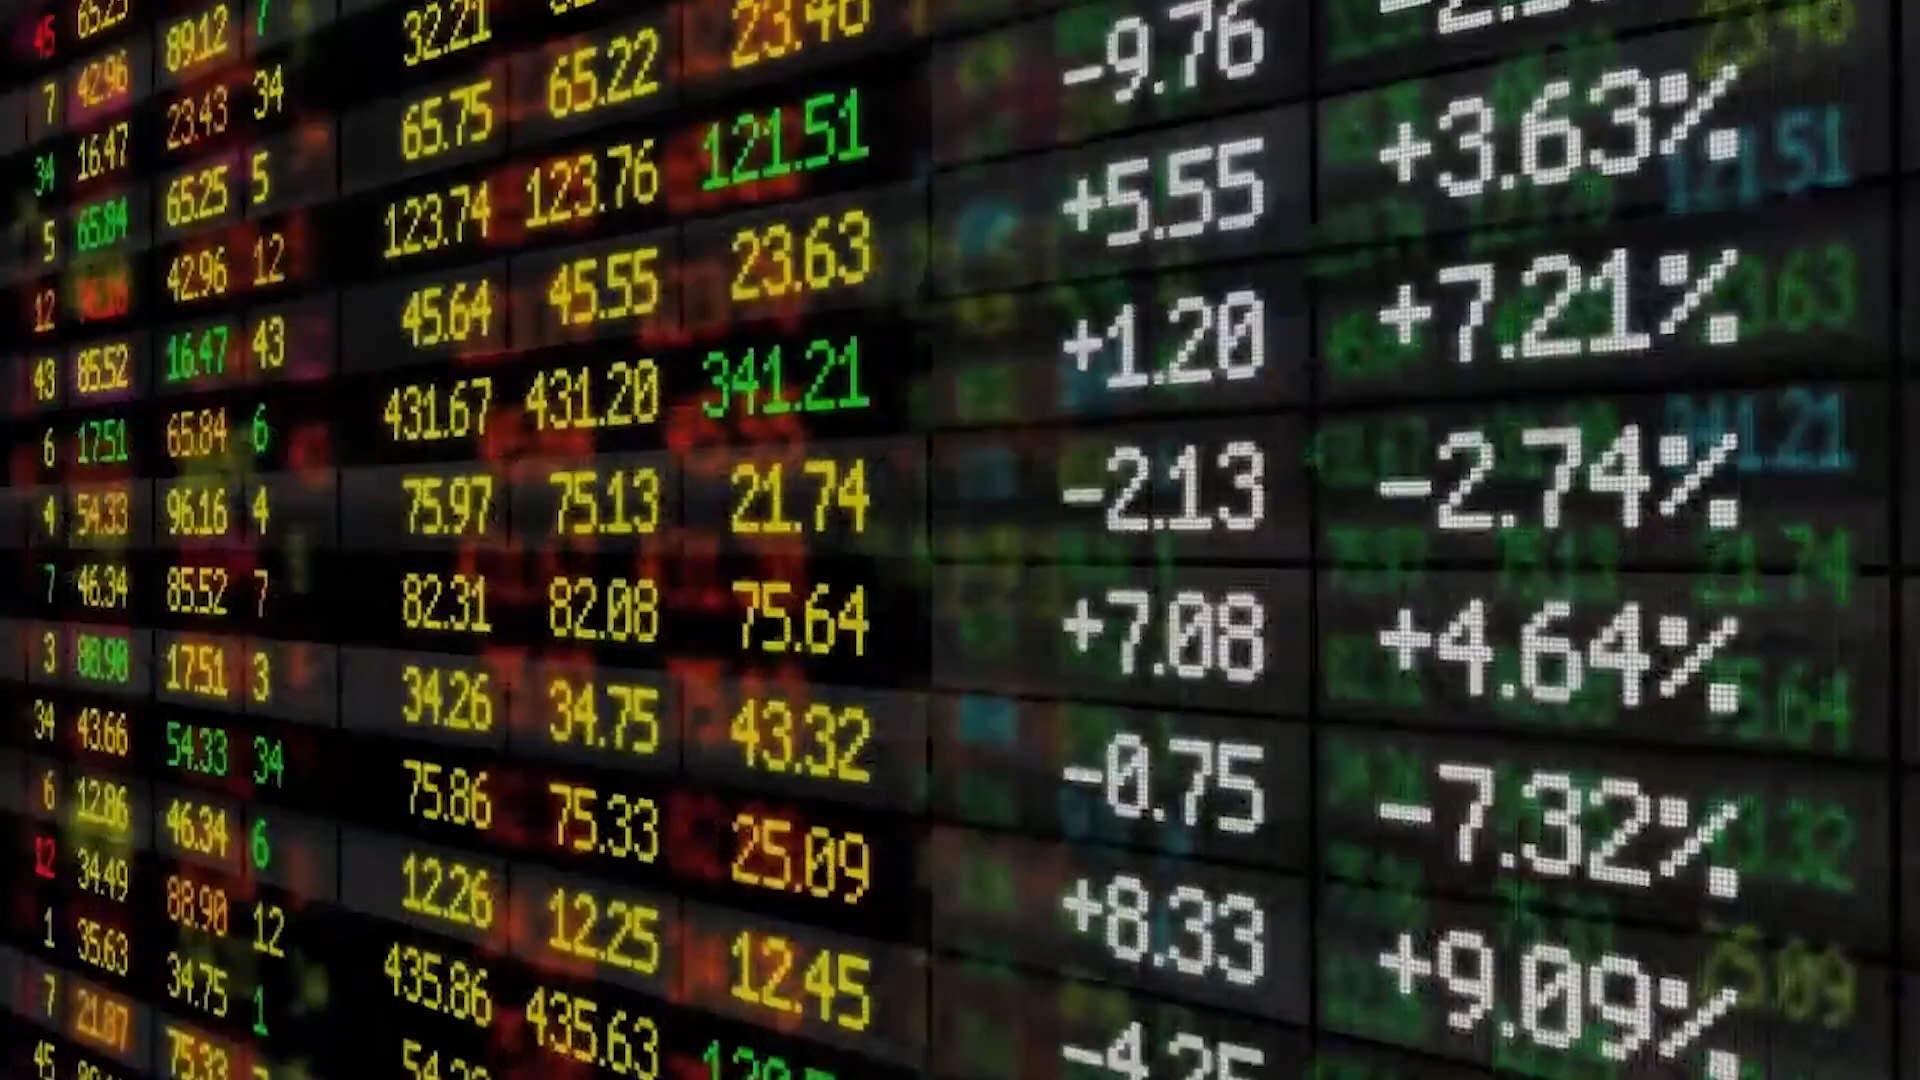 45 65.25
7 42.96 89.12 7
34 16.47 23.43 34 32.21
5 65.84 65.25 5 65.75 65.22 23.46
12 42.96 12 123.74 123.76 121.51 -9.76
43 85.52 16.47 43 45.64 45.55 23.63 +5.55 +3.63%
6 17.51 65.84 6 431.67 431.20 341.21 +1.20 +7.21%
4 54.33 96.16 4 75.97 75.13 21.74 -2.13 -2.74%
7 46.34 85.52 7 82.31 82.08 75.64 +7.08 +4.64%
3 88.90 17.51 3 34.26 34.75 43.32 -0.75 -7.32%
34 43.66 54.33 34 75.86 75.33 25.09 +8.33 +9.09%
6 12.86 46.34 6 12.26 12.25 12.45 -4.25
12 34.49 88.90 12 435.86 435.63
1 35.63 34.75 1
7 21.87 75.33
45